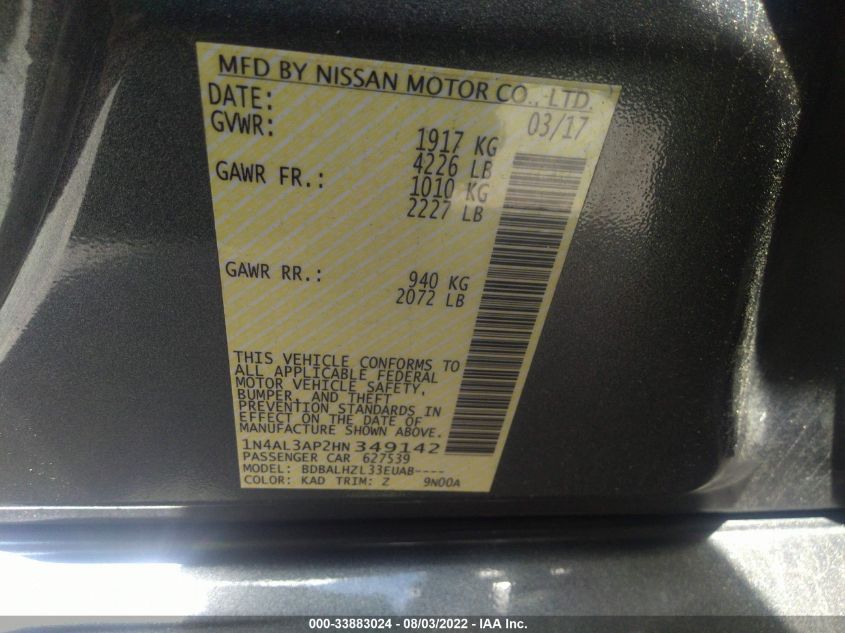 MFD BY NISSAN MOTOR CO., LTD.
DATE: 03/17
GVWR: 1917 KG
4226 LB
GAWR FR.: 1010 KG
2227 LB
GAWR RR.: 940 KG
2072 LB
THIS VEHICLE CONFORMS TO
ALL APPLICABLE FEDERAL
MOTOR VEHICLE SAFETY,
BUMPER, AND THEFT
PREVENTION STANDARDS IN
EFFECT ON THE DATE OF
MANUFACTURE SHOWN ABOVE.
1N4AL3AP2HN349142
PASSENGER CAR 627539
MODEL: BDBALHZL33EUAB----
COLOR: KAD TRIM: Z 9N00A
000-33883024 - 08/03/2022 - IAA Inc.